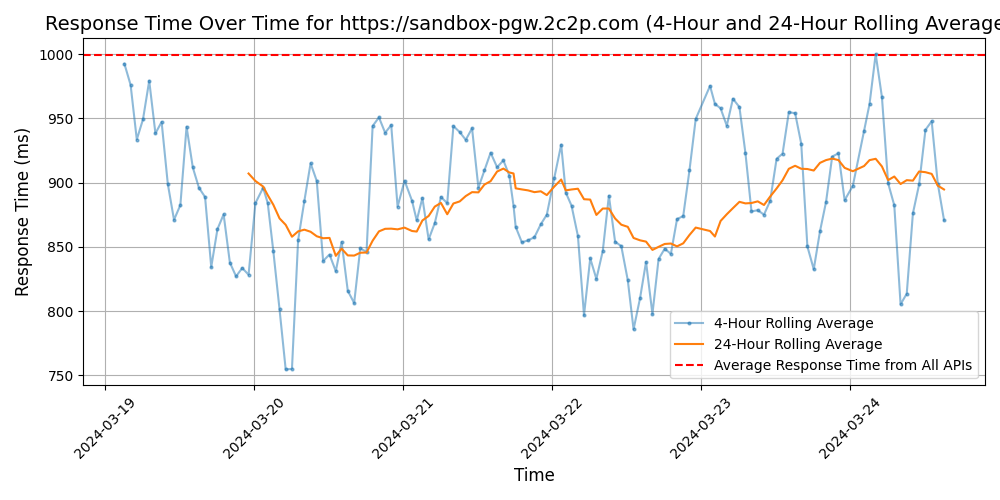 Response Time Over Time for https://sandbox-pgw.2c2p.com (4-Hour and 24-Hour Rolling Average
Response Time (ms)
1000
950
900
850
800
750
4-Hour Rolling Average
24-Hour Rolling Average
Average Response Time from All APIs
2024-03-19
2024-03-20
2024-03-21
2024-03-22
2024-03-23
2024-03-24
Time